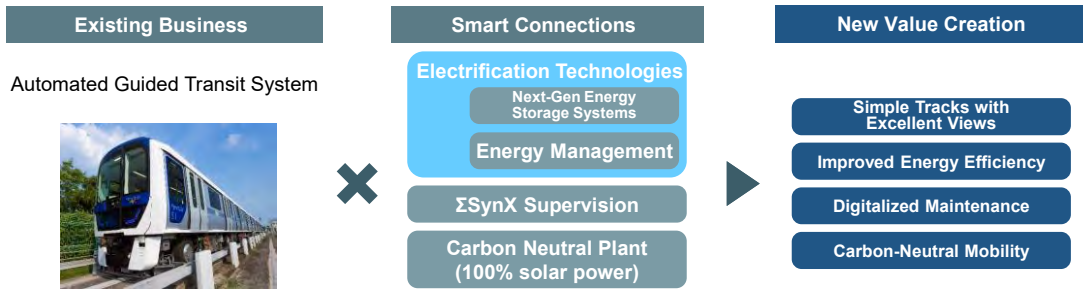 Existing Business
Automated Guided Transit System
Smart Connections
Electrification Technologies
Next-Gen Energy
Storage Systems
Energy Management
ΣSynX Supervision
Carbon Neutral Plant
(100% solar power)
New Value Creation
Simple Tracks with
Excellent Views
Improved Energy Efficiency
Digitalized Maintenance
Carbon-Neutral Mobility